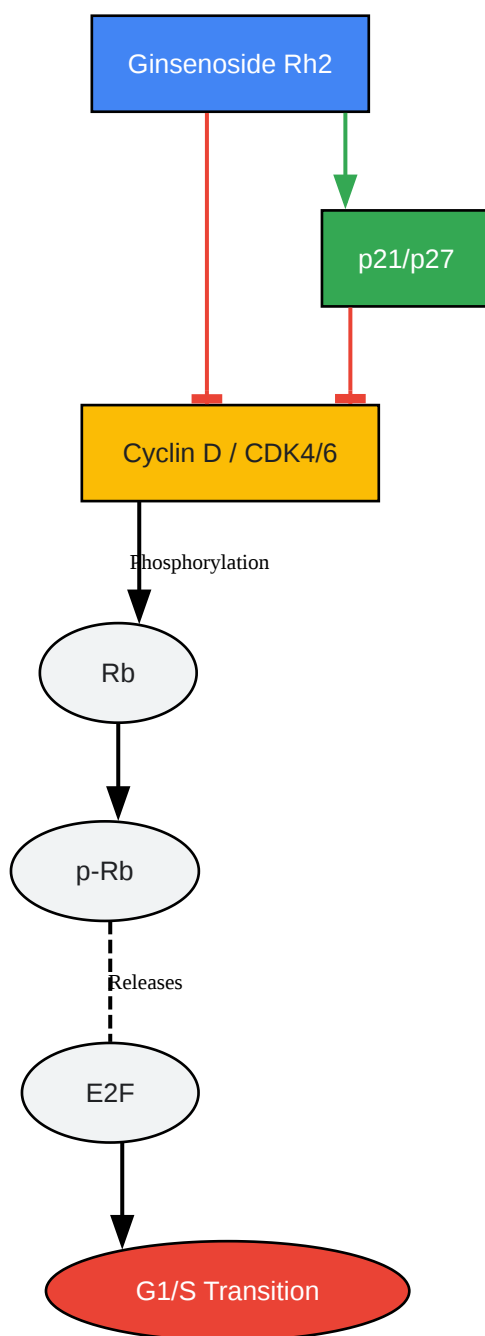 Ginsenoside Rh2
p21/p27
Cyclin D / CDK4/6
Phosphorylation
Rb
p-Rb
Releases
E2F
G1/S Transition